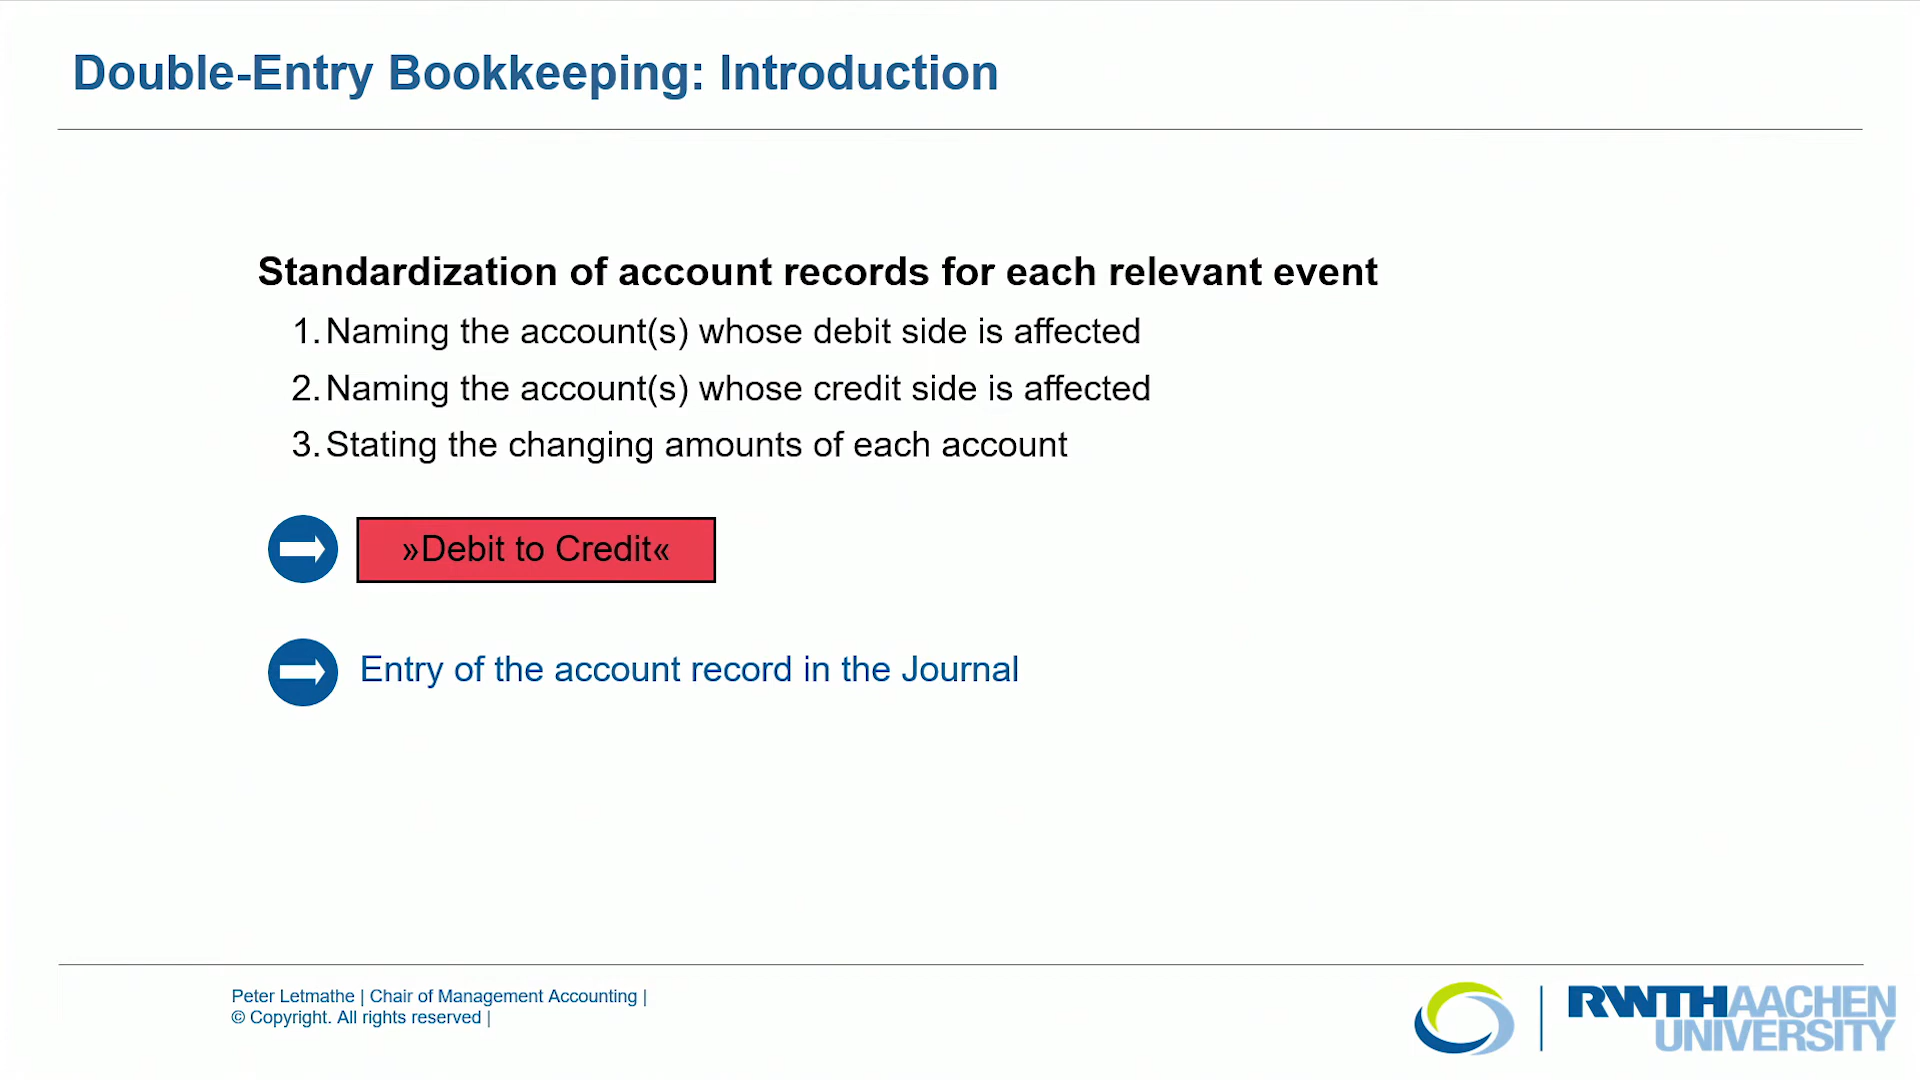 Double-Entry Bookkeeping: Introduction
Standardization of account records for each relevant event
1. Naming the account(s) whose debit side is affected
2. Naming the account(s) whose credit side is affected
3. Stating the changing amounts of each account
»Debit to Credit«
Entry of the account record in the Journal
Peter Letmathe | Chair of Management Accounting |
© Copyright. All rights reserved |
RWTH AACHEN
UNIVERSITY